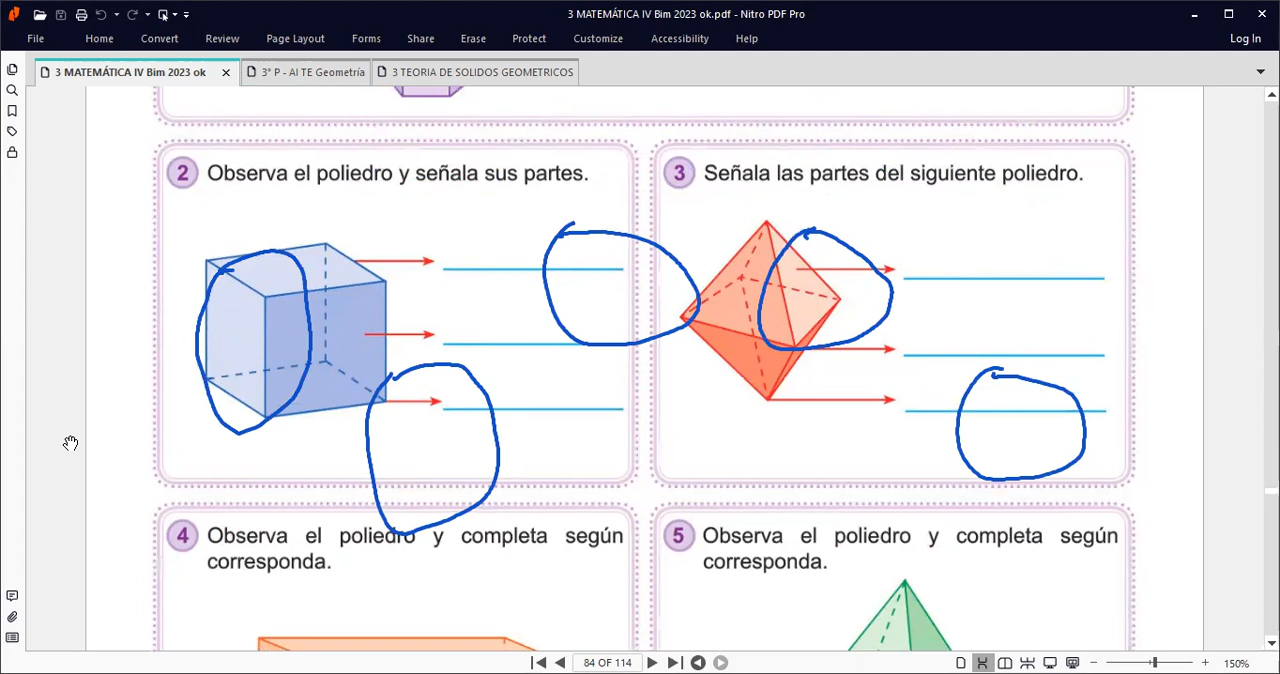 3 MATEMÁTICA IV Bim 2023 ok.pdf - Nitro PDF Pro
File Home Convert Review Page Layout Forms Share Erase Protect Customize Accessibility Help Log In
3 MATEMÁTICA IV Bim 2023 ok
3° P - AI TE Geometría
3 TEORIA DE SOLIDOS GEOMETRICOS
2 Observa el poliedro y señala sus partes.
3 Señala las partes del siguiente poliedro.
4 Observa el poliedro y completa según
corresponda.
5 Observa el poliedro y completa según
corresponda.
84 OF 114
150%